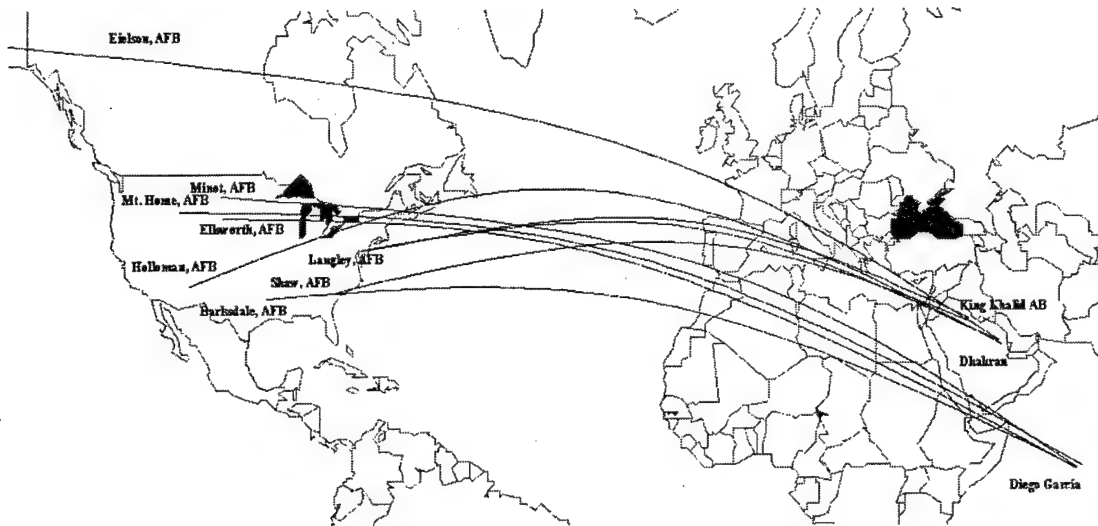 Eielson, AFB
Minot, AFB
Mt. Home, AFB
Ellsworth, AFB
Langley, AFB
Holloman, AFB
Shaw, AFB
Barksdale, AFB
King Khalid AB
Dhahran
Diego Garcia